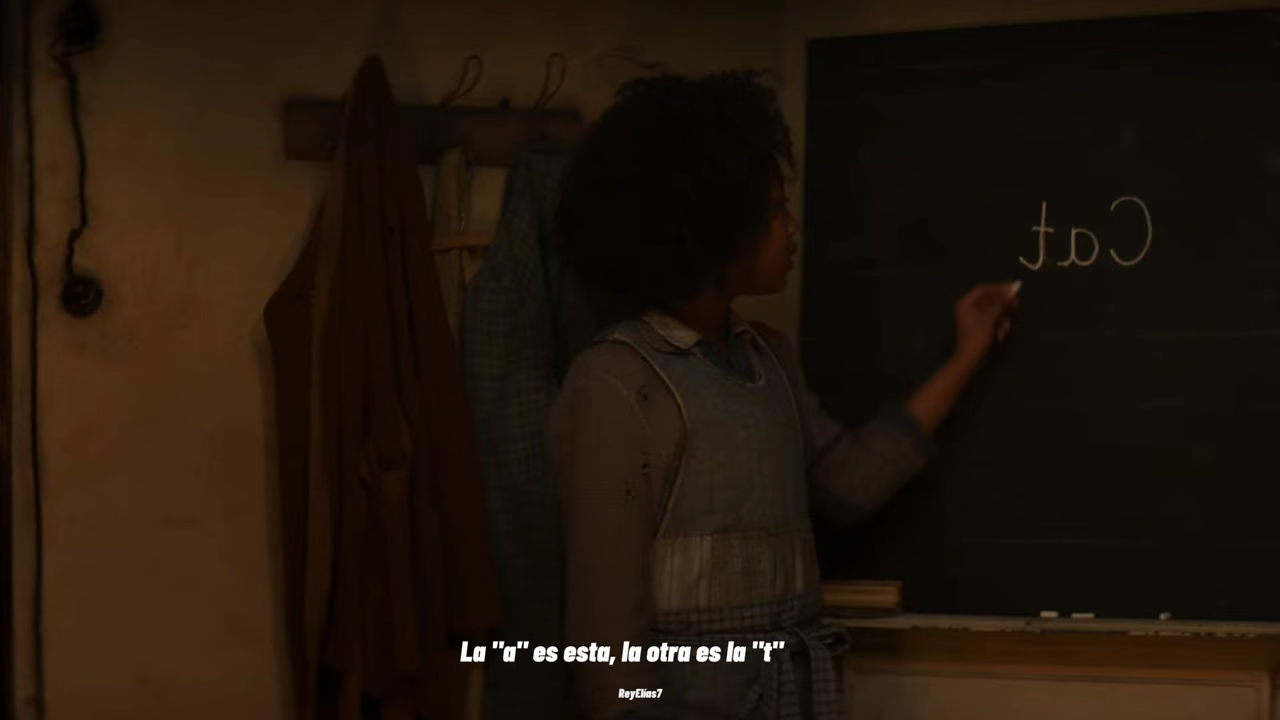 Cat
La "a" es esta, la otra es la "t"
ReyElias7